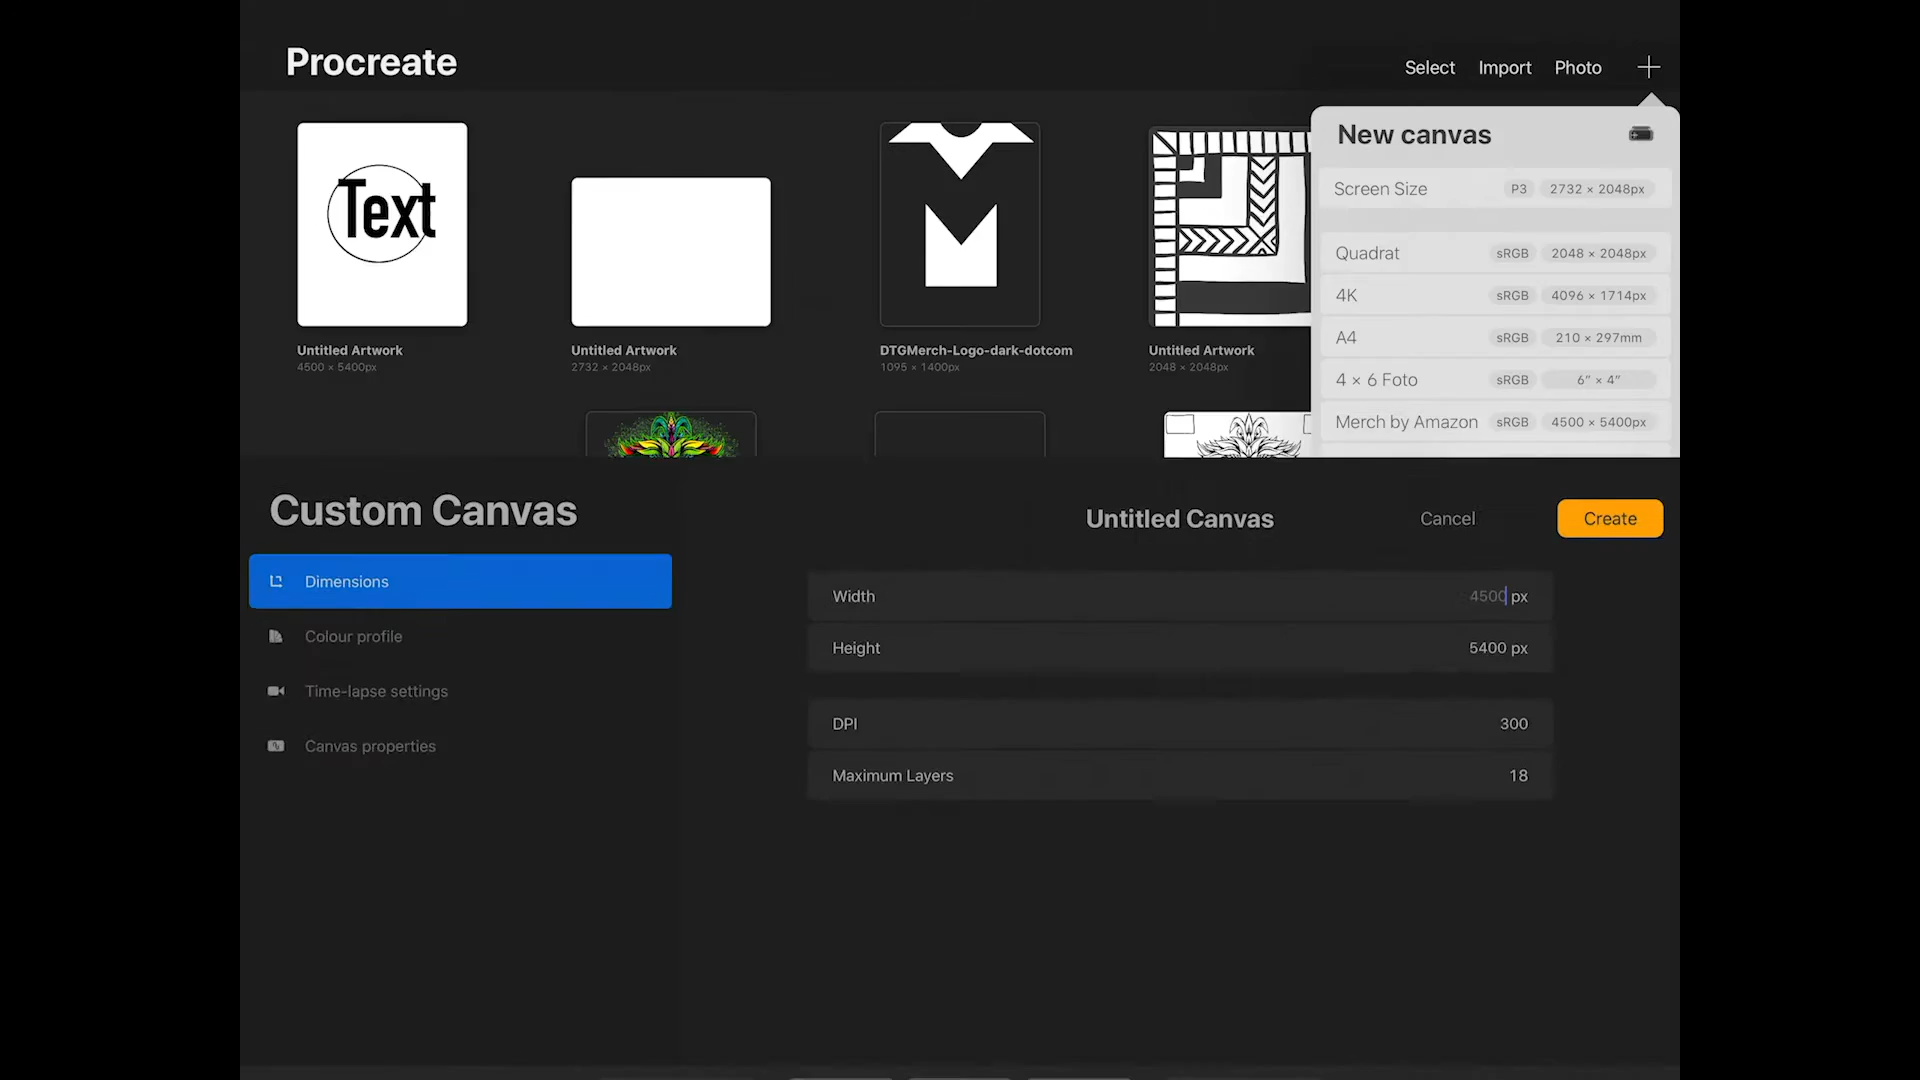 Procreate
Select Import Photo
Text
Untitled Artwork
4500 × 5400px
Untitled Artwork
2732 × 2048px
DTGMerch-Logo-dark-dotcom
1095 × 1400px
Untitled Artwork
2048 × 2048px
New canvas
Screen Size P3 2732 × 2048px
Quadrat sRGB 2048 × 2048px
4K sRGB 4096 × 1714px
A4 sRGB 210 × 297mm
4 × 6 Foto sRGB 6" × 4"
Merch by Amazon sRGB 4500 × 5400px
Custom Canvas
Dimensions
Colour profile
Time-lapse settings
Canvas properties
Untitled Canvas
Cancel
Create
Width 4500 px
Height 5400 px
DPI 300
Maximum Layers 18